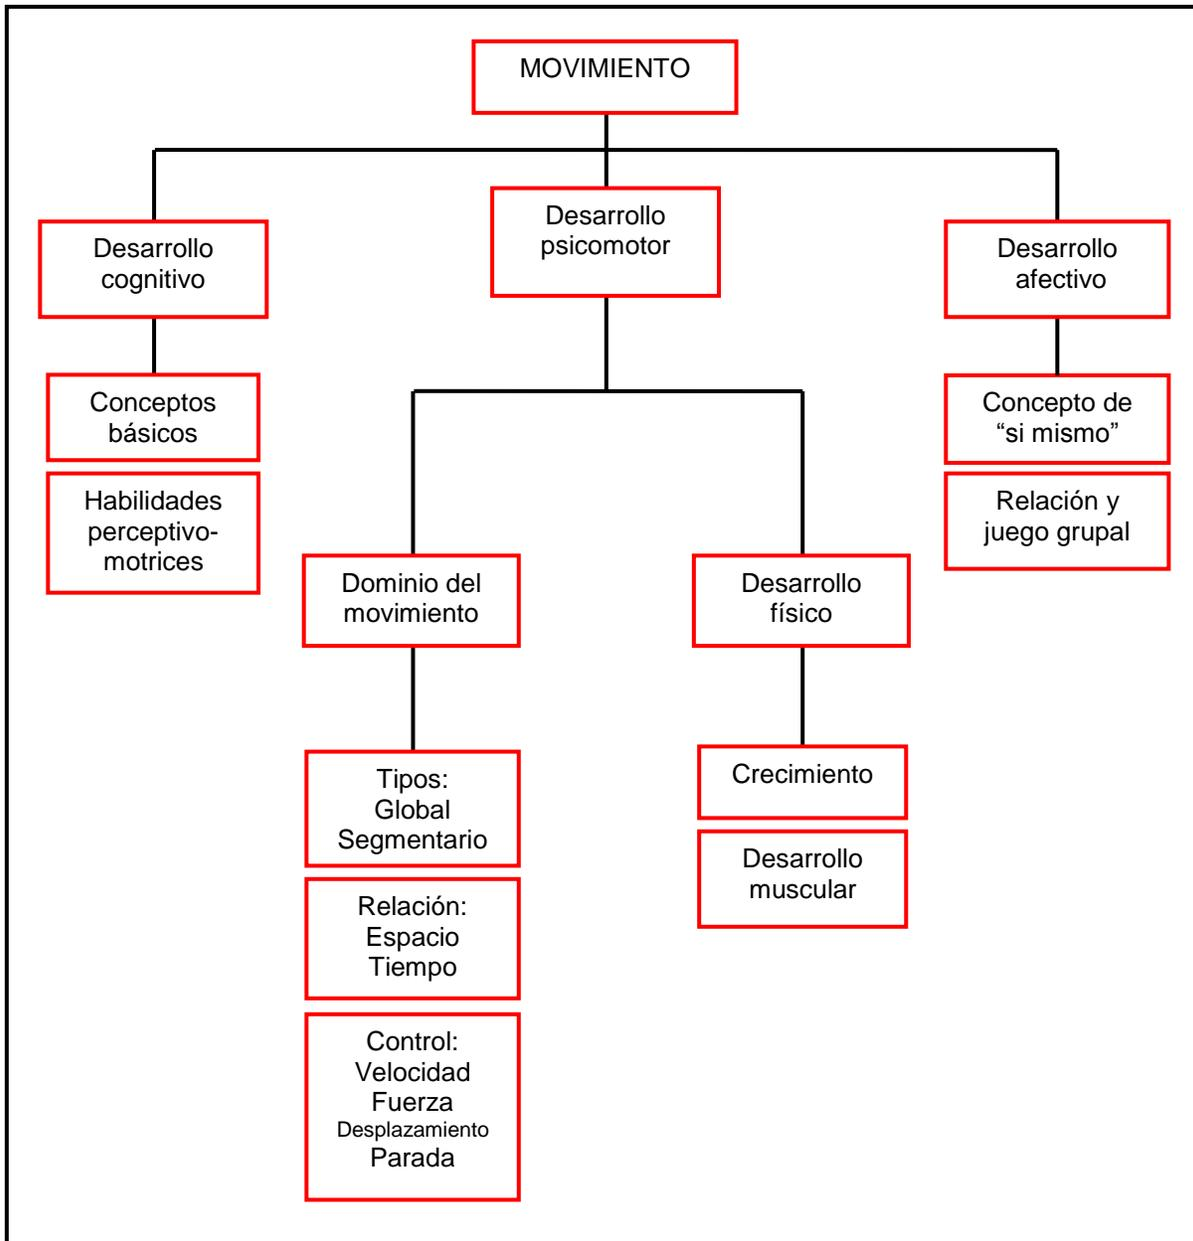 MOVIMIENTO
Desarrollo
psicomotor
Desarrollo
cognitivo
Desarrollo
afectivo
Conceptos
básicos
Concepto de
“si mismo”
Habilidades
perceptivo-
motrices
Relación y
juego grupal
Dominio del
movimiento
Desarrollo
físico
Tipos:
Global
Segmentario
Crecimiento
Desarrollo
muscular
Relación:
Espacio
Tiempo
Control:
Velocidad
Fuerza
Desplazamiento
Parada